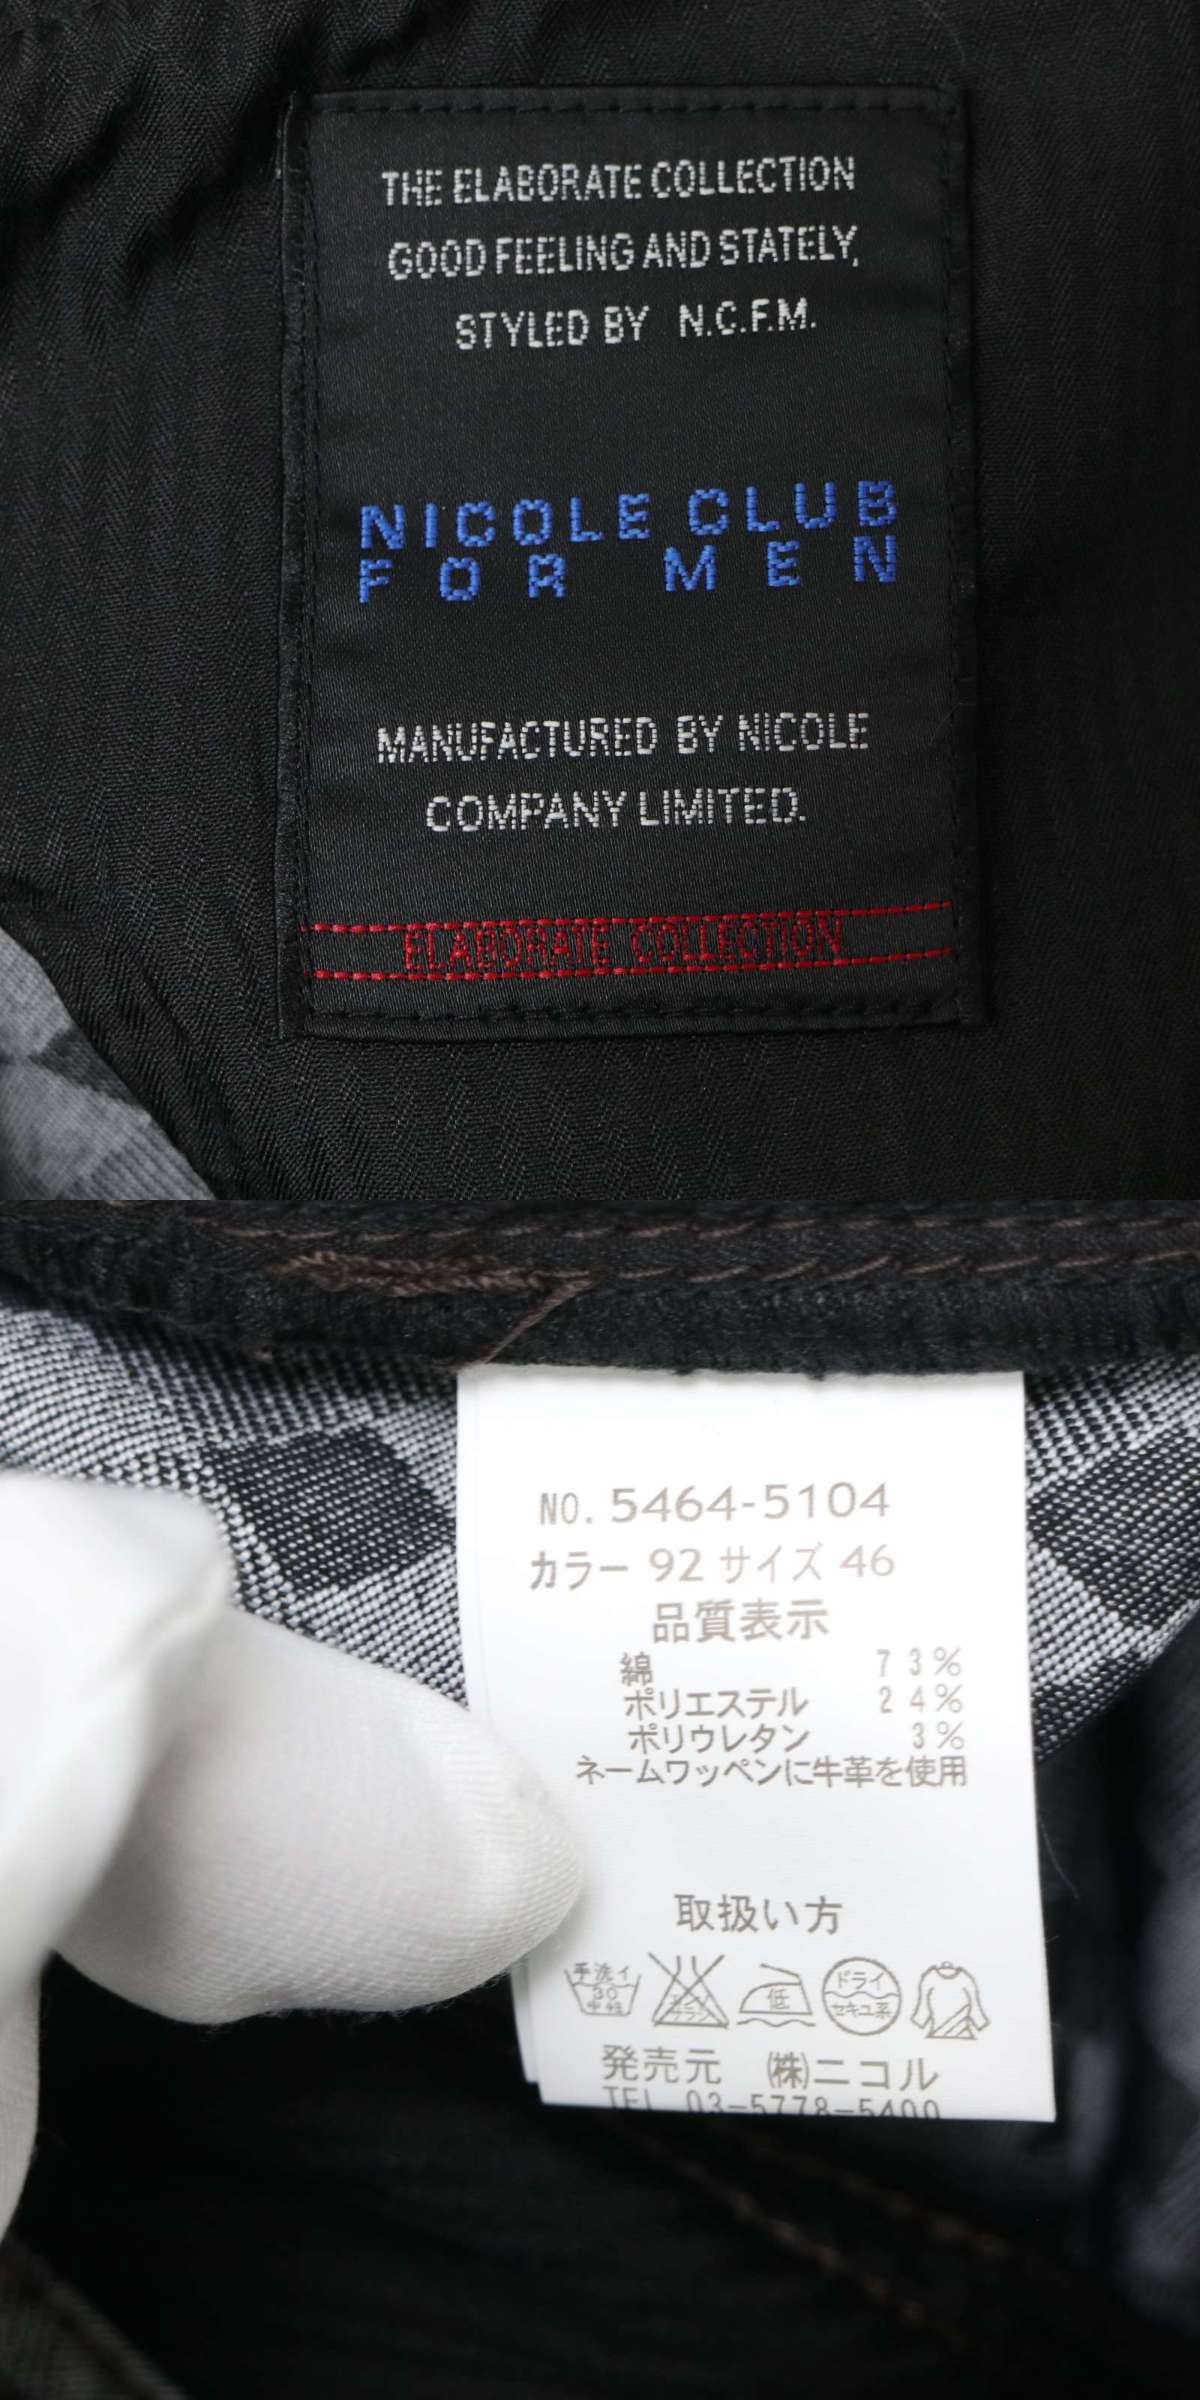 THE ELABORATE COLLECTION
GOOD FEELING AND STATELY,
STYLED BY N.C.F.M.
NICOLE CLUB
FOR MEN
MANUFACTURED BY NICOLE
COMPANY LIMITED.
ELABORATE COLLECTION
NO. 5464-5104
カラー 92 サイズ 46
品質表示
綿 73%
ポリエステル 24%
ポリウレタン 3%
ネームワッペンに牛革を使用
取扱い方
手洗イ
30
中性
低
ドライ
セキユ系
発売元 (株)ニコル
TEL 03-5778-5400